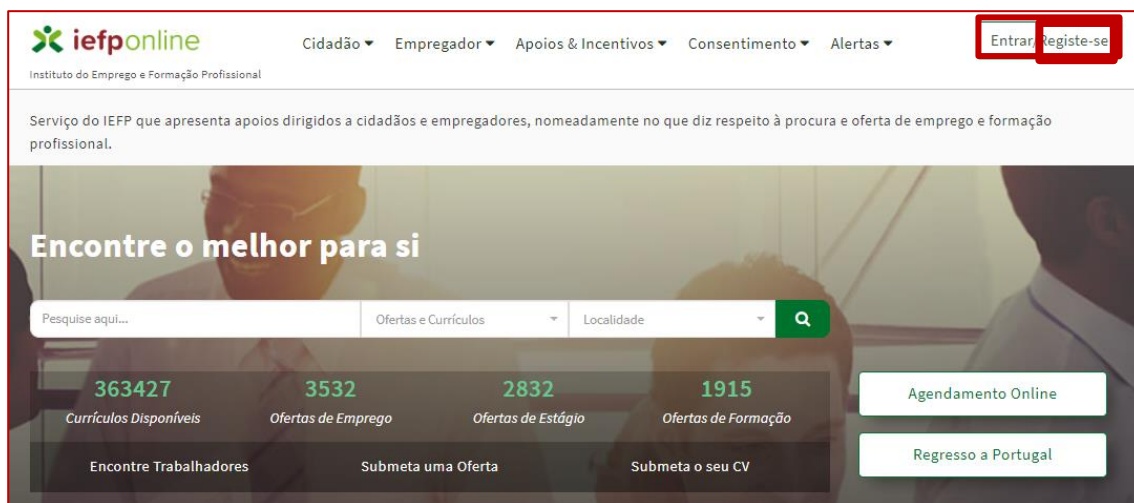 iefponline
Cidadão Empregador Apoios & Incentivos Consentimento Alertas Entrar/Registe-se
Instituto do Emprego e Formação Profissional
Serviço do IEFP que apresenta apoios dirigidos a cidadãos e empregadores, nomeadamente no que diz respeito à procura e oferta de emprego e formação
profissional.
Encontre o melhor para si
Pesquise aqui... Ofertas e Currículos Localidade
363427 3532 2832 1915
Currículos Disponíveis Ofertas de Emprego Ofertas de Estágio Ofertas de Formação
Agendamento Online
Encontre Trabalhadores Submeta uma Oferta Submeta o seu CV
Regresso a Portugal